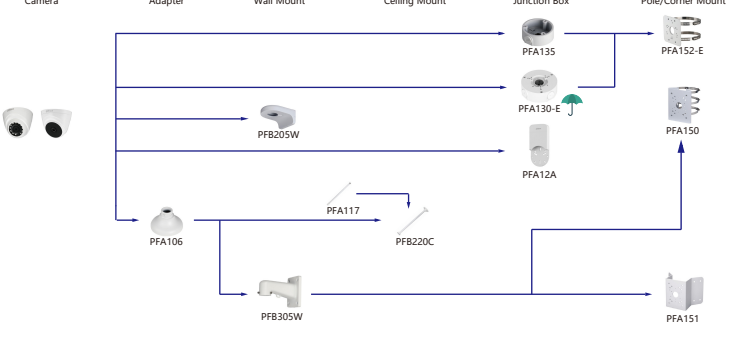 Camera
Adapter
Wall Mount
Ceiling Mount
Junction Box
Pole/Corner Mount
PFA135
PFA152-E
PFA130-E
PFB205W
PFA150
PFA12A
PFA117
PFA106
PFB220C
PFB305W
PFA151